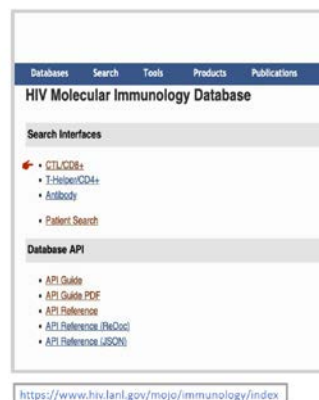 Databases Search Tools Products Publications
HIV Molecular Immunology Database
Search Interfaces
• CTL/CD8+
• T-Helper/CD4+
• Antibody
• Patient Search
Database API
• API Guide
• API Guide PDF
• API Reference
• API Reference (ReDoc)
• API Reference (JSON)
https://www.hiv.lanl.gov/mojo/immunology/index